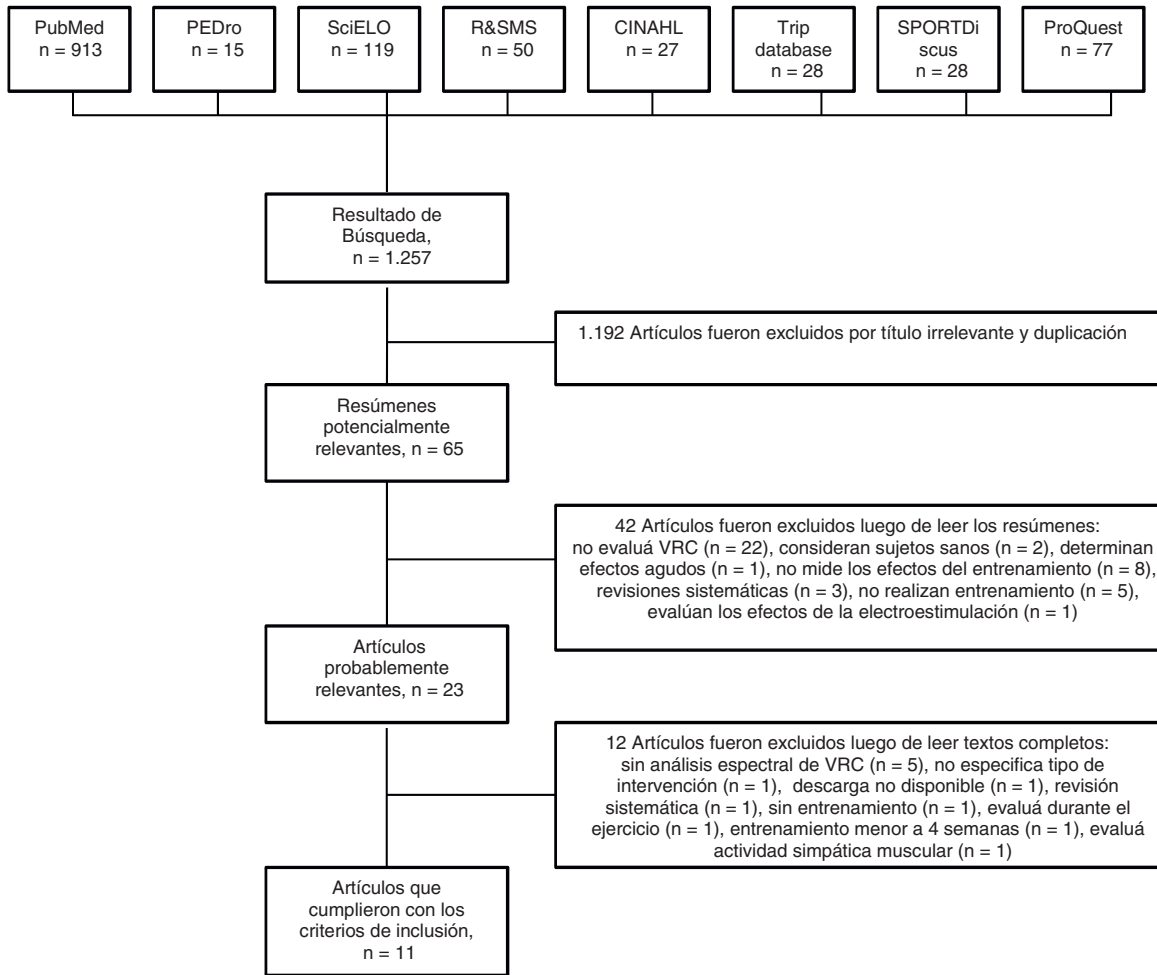 PubMed
n = 913
PEDro
n = 15
SciELO
n = 119
R&SMS
n = 50
CINAHL
n = 27
Trip
database
n = 28
SPORTDi
scus
n = 28
ProQuest
n = 77
Resultado de
Búsqueda,
n = 1.257
1.192 Artículos fueron excluidos por título irrelevante y duplicación
Resúmenes
potencialmente
relevantes, n = 65
42 Artículos fueron excluidos luego de leer los resúmenes:
no evaluá VRC (n = 22), consideran sujetos sanos (n = 2), determinan
efectos agudos (n = 1), no mide los efectos del entrenamiento (n = 8),
revisiones sistemáticas (n = 3), no realizan entrenamiento (n = 5),
evalúan los efectos de la electroestimulación (n = 1)
Artículos
probablemente
relevantes, n = 23
12 Artículos fueron excluidos luego de leer textos completos:
sin análisis espectral de VRC (n = 5), no especifica tipo de
intervención (n = 1), descarga no disponible (n = 1), revisión
sistemática (n = 1), sin entrenamiento (n = 1), evaluá durante el
ejercicio (n = 1), entrenamiento menor a 4 semanas (n = 1), evaluá
actividad simpática muscular (n = 1)
Artículos que
cumplieron con los
criterios de inclusión,
n = 11